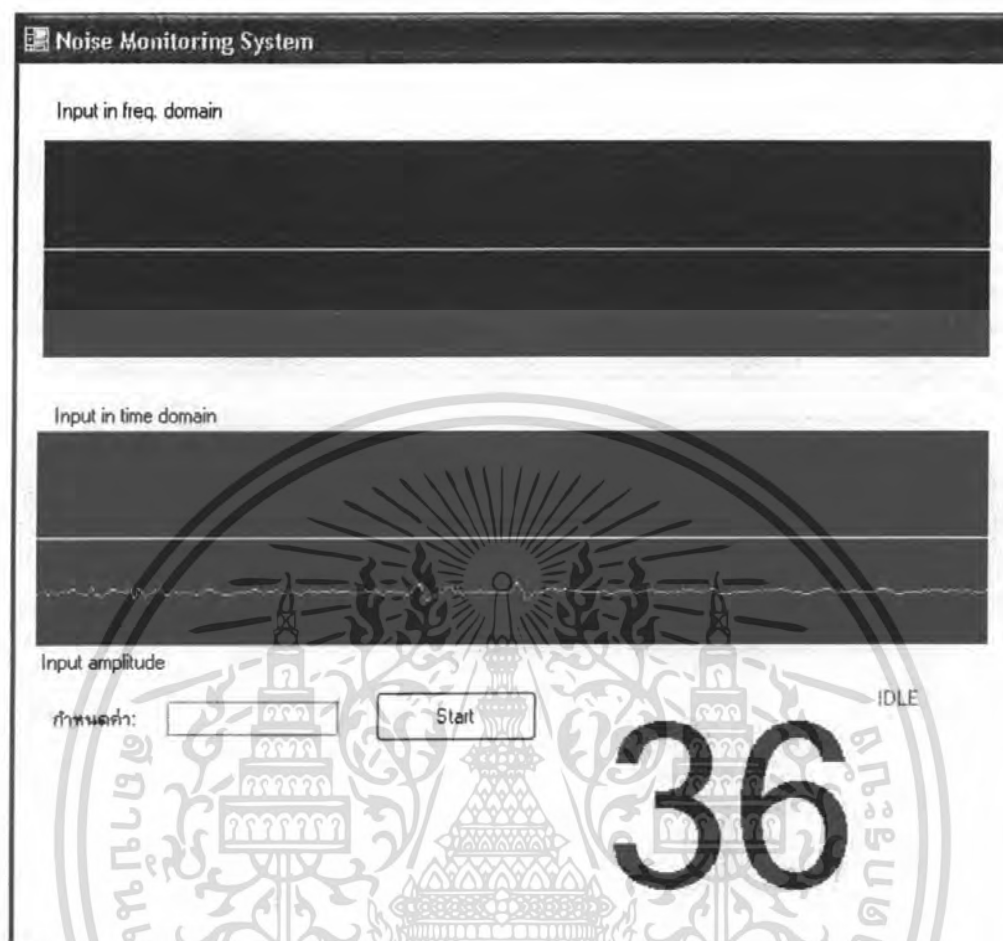 Noise Monitoring System
Input in freq. domain
Input in time domain
Input amplitude
IDLE
กำหนดค่า:
Start
36